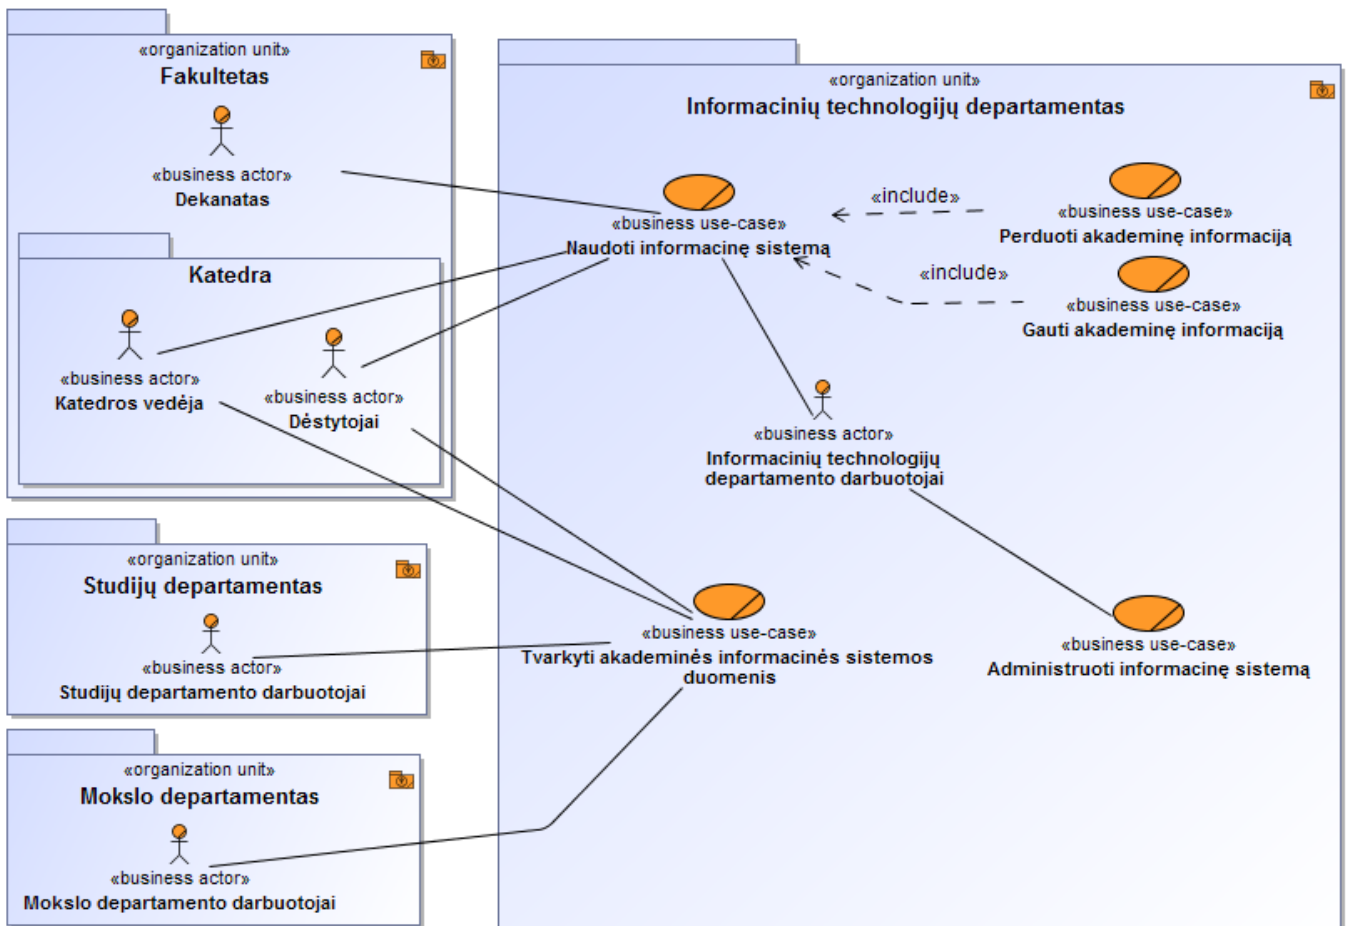 «organization unit»
Fakultetas
«business actor»
Dekanatas
Katedra
«business actor»
Katedros vedėja
«business actor»
Dėstytojai
«organization unit»
Studijų departamentas
«business actor»
Studijų departamento darbuotojai
«organization unit»
Mokslo departamentas
«business actor»
Mokslo departamento darbuotojai
«organization unit»
Informacinių technologijų departamentas
«business use-case»
Naudoti informacinę sistemą
«include»
«business use-case»
Perduoti akademinę informaciją
«include»
«business use-case»
Gauti akademinę informaciją
«business actor»
Informacinių technologijų
departamento darbuotojai
«business use-case»
Tvarkyti akademinės informacinės sistemos
duomenis
«business use-case»
Administruoti informacinę sistemą